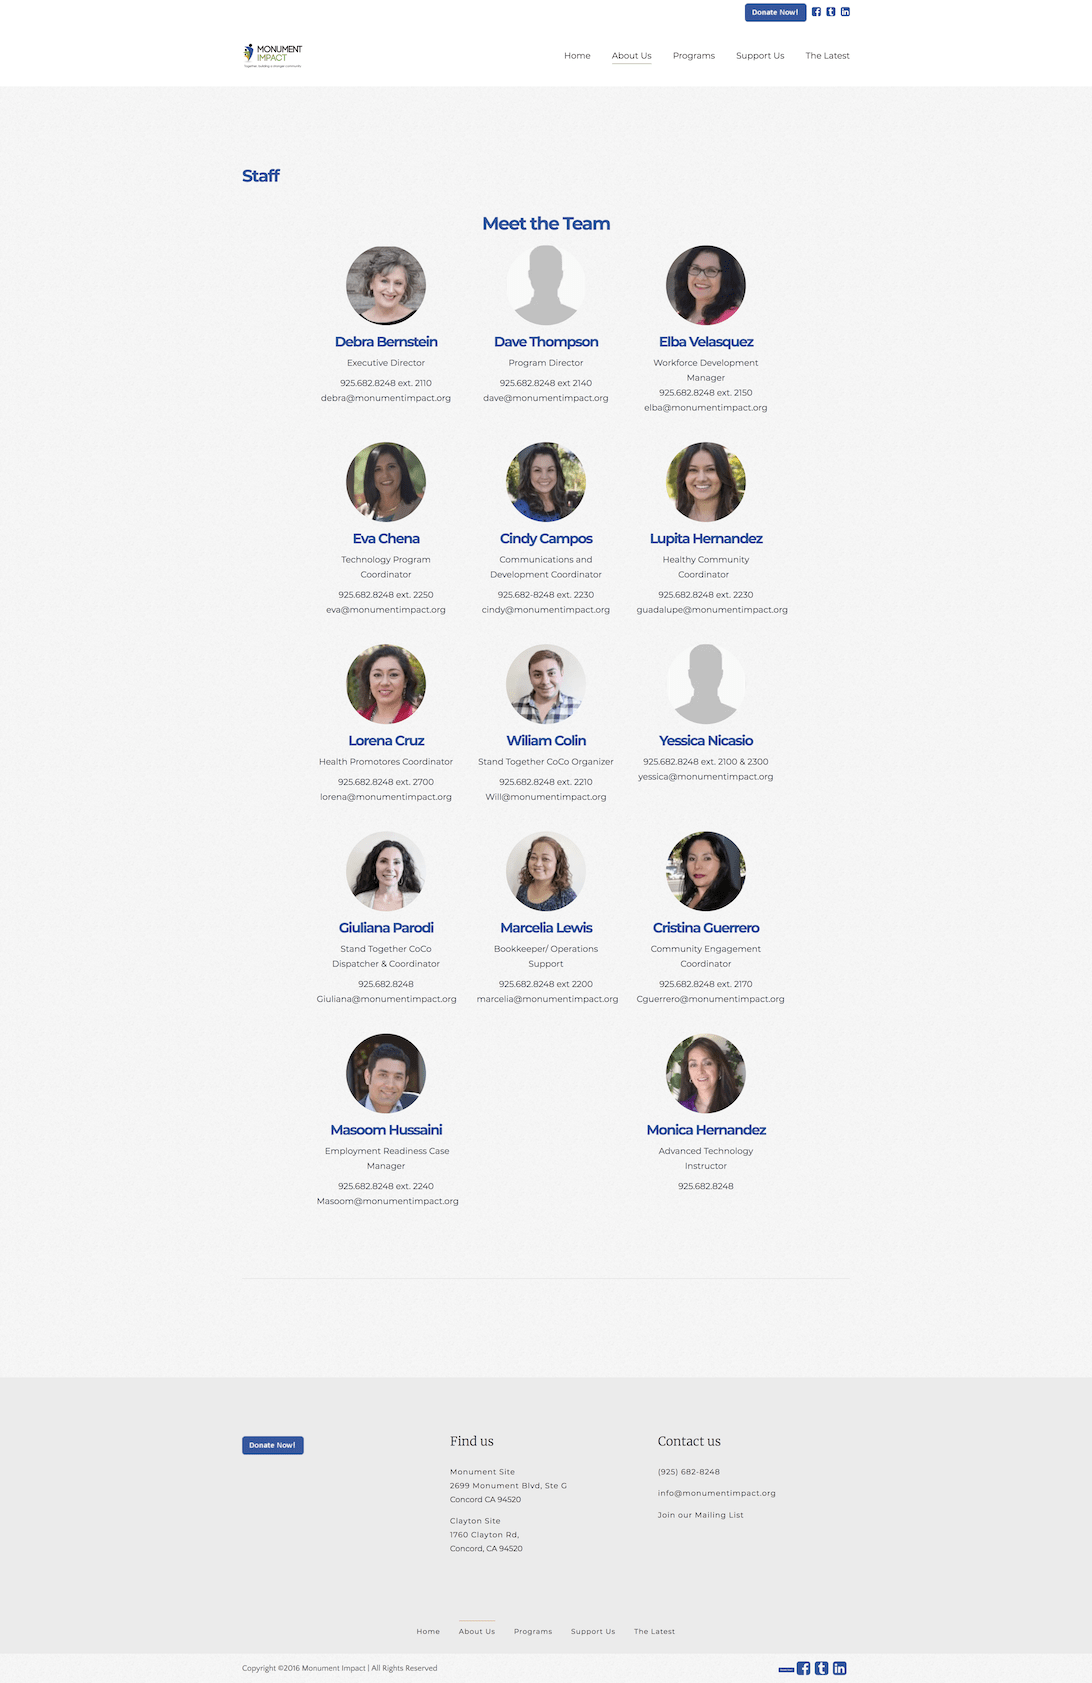 Donate Now!
MONUMENT
IMPACT
Together, building a stronger community
Home About Us Programs Support Us The Latest
Staff
Meet the Team
Debra Bernstein
Executive Director
925.682.8248 ext. 2110
debra@monumentimpact.org
Dave Thompson
Program Director
925.682.8248 ext 2140
dave@monumentimpact.org
Elba Velasquez
Workforce Development
Manager
925.682.8248 ext. 2150
elba@monumentimpact.org
Eva Chena
Technology Program
Coordinator
925.682.8248 ext. 2250
eva@monumentimpact.org
Cindy Campos
Communications and
Development Coordinator
925.682-8248 ext. 2230
cindy@monumentimpact.org
Lupita Hernandez
Healthy Community
Coordinator
925.682.8248 ext. 2230
guadalupe@monumentimpact.org
Lorena Cruz
Health Promotores Coordinator
925.682.8248 ext. 2700
lorena@monumentimpact.org
Wiliam Colin
Stand Together CoCo Organizer
925.682.8248 ext. 2210
Will@monumentimpact.org
Yessica Nicasio
925.682.8248 ext. 2100 & 2300
yessica@monumentimpact.org
Giuliana Parodi
Stand Together CoCo
Dispatcher & Coordinator
925.682.8248
Giuliana@monumentimpact.org
Marcelia Lewis
Bookkeeper/ Operations
Support
925.682.8248 ext 2200
marcelia@monumentimpact.org
Cristina Guerrero
Community Engagement
Coordinator
925.682.8248 ext. 2170
Cguerrero@monumentimpact.org
Masoom Hussaini
Employment Readiness Case
Manager
925.682.8248 ext. 2240
Masoom@monumentimpact.org
Monica Hernandez
Advanced Technology
Instructor
925.682.8248
Donate Now!
Find us
Monument Site
2699 Monument Blvd, Ste G
Concord CA 94520
Clayton Site
1760 Clayton Rd,
Concord, CA 94520
Contact us
(925) 682-8248
info@monumentimpact.org
Join our Mailing List
Home About Us Programs Support Us The Latest
Copyright ©2016 Monument Impact | All Rights Reserved